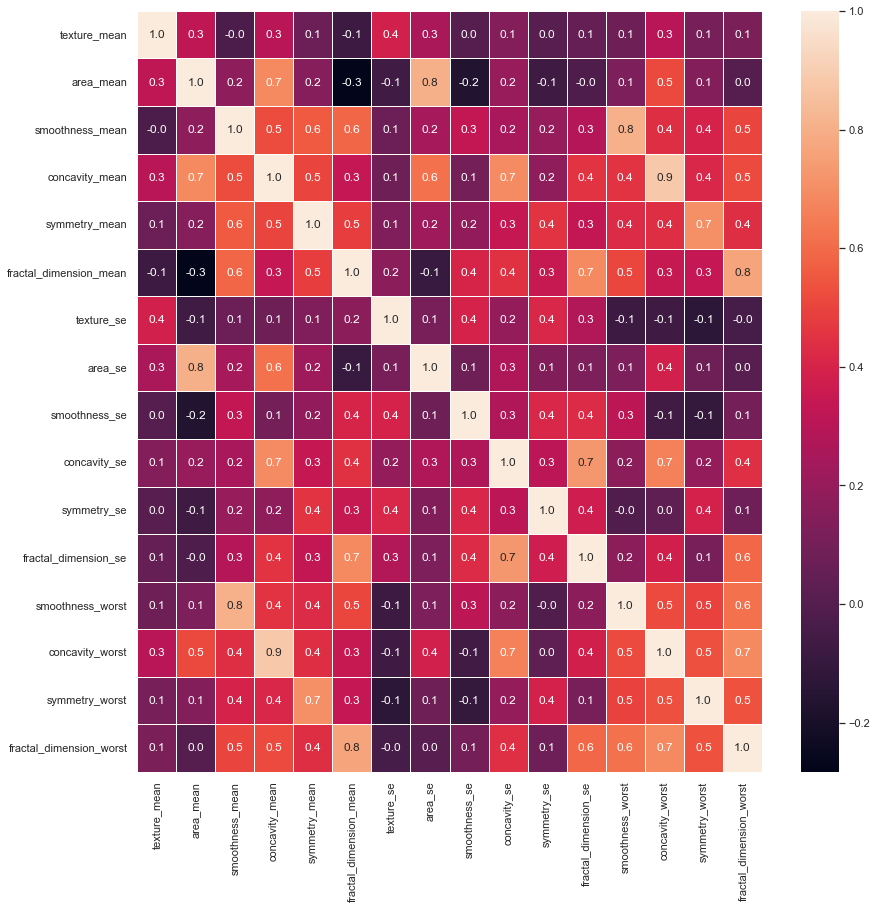 texture_mean 1.0 0.3 -0.0 0.3 0.1 -0.1 0.4 0.3 0.0 0.1 0.0 0.1 0.1 0.3 0.1 0.1
area_mean 0.3 1.0 0.2 0.7 0.2 -0.3 -0.1 0.8 -0.2 0.2 -0.1 -0.0 0.1 0.5 0.1 0.0
smoothness_mean -0.0 0.2 1.0 0.5 0.6 0.6 0.1 0.2 0.3 0.2 0.2 0.3 0.8 0.4 0.4 0.5
concavity_mean 0.3 0.7 0.5 1.0 0.5 0.3 0.1 0.6 0.1 0.7 0.2 0.4 0.4 0.9 0.4 0.5
symmetry_mean 0.1 0.2 0.6 0.5 1.0 0.5 0.1 0.2 0.2 0.3 0.4 0.3 0.4 0.4 0.7 0.4
fractal_dimension_mean -0.1 -0.3 0.6 0.3 0.5 1.0 0.2 -0.1 0.4 0.4 0.3 0.7 0.5 0.3 0.3 0.8
texture_se 0.4 -0.1 0.1 0.1 0.1 0.2 1.0 0.1 0.4 0.2 0.4 0.3 -0.1 -0.1 -0.1 -0.0
area_se 0.3 0.8 0.2 0.6 0.2 -0.1 0.1 1.0 0.1 0.3 0.1 0.1 0.1 0.4 0.1 0.0
smoothness_se 0.0 -0.2 0.3 0.1 0.2 0.4 0.4 0.1 1.0 0.3 0.4 0.4 0.3 -0.1 -0.1 0.1
concavity_se 0.1 0.2 0.2 0.7 0.3 0.4 0.2 0.3 0.3 1.0 0.3 0.7 0.2 0.7 0.2 0.4
symmetry_se 0.0 -0.1 0.2 0.2 0.4 0.3 0.4 0.1 0.4 0.3 1.0 0.4 -0.0 0.0 0.4 0.1
fractal_dimension_se 0.1 -0.0 0.3 0.4 0.3 0.7 0.3 0.1 0.4 0.7 0.4 1.0 0.2 0.4 0.1 0.6
smoothness_worst 0.1 0.1 0.8 0.4 0.4 0.5 -0.1 0.1 0.3 0.2 -0.0 0.2 1.0 0.5 0.5 0.6
concavity_worst 0.3 0.5 0.4 0.9 0.4 0.3 -0.1 0.4 -0.1 0.7 0.0 0.4 0.5 1.0 0.5 0.7
symmetry_worst 0.1 0.1 0.4 0.4 0.7 0.3 -0.1 0.1 -0.1 0.2 0.4 0.1 0.5 0.5 1.0 0.5
fractal_dimension_worst 0.1 0.0 0.5 0.5 0.4 0.8 -0.0 0.0 0.1 0.4 0.1 0.6 0.6 0.7 0.5 1.0
texture_mean
area_mean
smoothness_mean
concavity_mean
symmetry_mean
fractal_dimension_mean
texture_se
area_se
smoothness_se
concavity_se
symmetry_se
fractal_dimension_se
smoothness_worst
concavity_worst
symmetry_worst
fractal_dimension_worst
1.0
0.8
0.6
0.4
0.2
0.0
−0.2